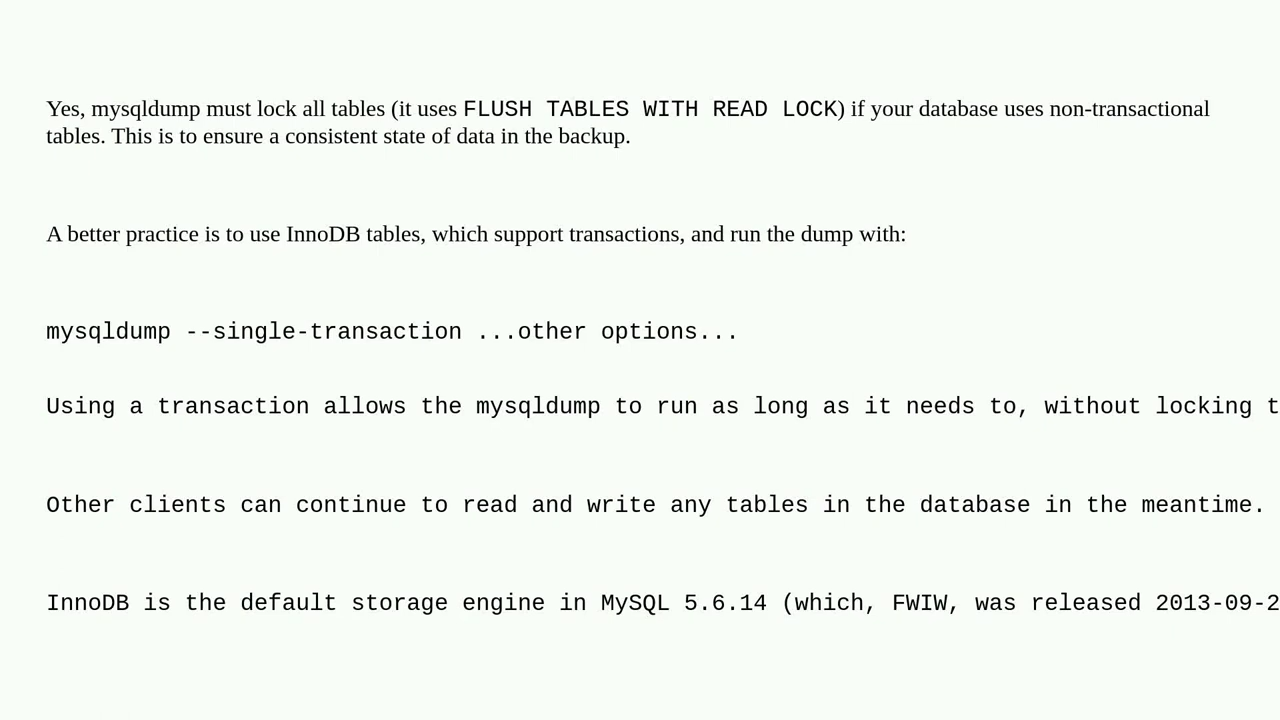 Yes, mysqldump must lock all tables (it uses FLUSH TABLES WITH READ LOCK) if your database uses non-transactional
tables. This is to ensure a consistent state of data in the backup.
A better practice is to use InnoDB tables, which support transactions, and run the dump with:
mysqldump --single-transaction ...other options...
Using a transaction allows the mysqldump to run as long as it needs to, without locking
Other clients can continue to read and write any tables in the database in the meantime.
InnoDB is the default storage engine in MySQL 5.6.14 (which, FWIW, was released